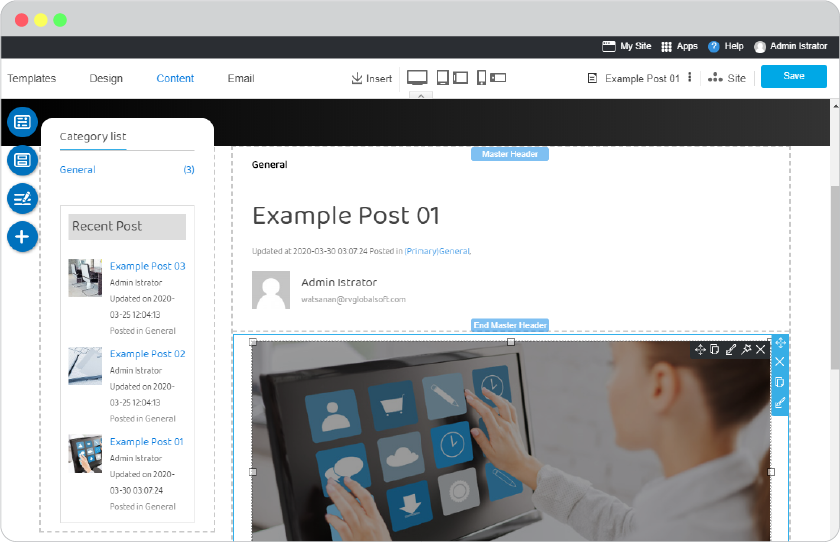 My Site Apps ? Help Admin Istrator
Templates Design Content Email Insert Example Post 01 Site Save
Category list
General (3)
Recent Post
Example Post 03
Admin Istrator
Updated on 2020-
03-25 12:04:13
Posted in General
Example Post 02
Admin Istrator
Updated on 2020-
03-25 12:04:13
Posted in General
Example Post 01
Admin Istrator
Updated on 2020-
03-30 03:07:24
Posted in General
Master Header
General
Example Post 01
Updated at 2020-03-30 03:07:24 Posted in (Primary)General,
Admin Istrator
watsanan@rvglobalsoft.com
End Master Header